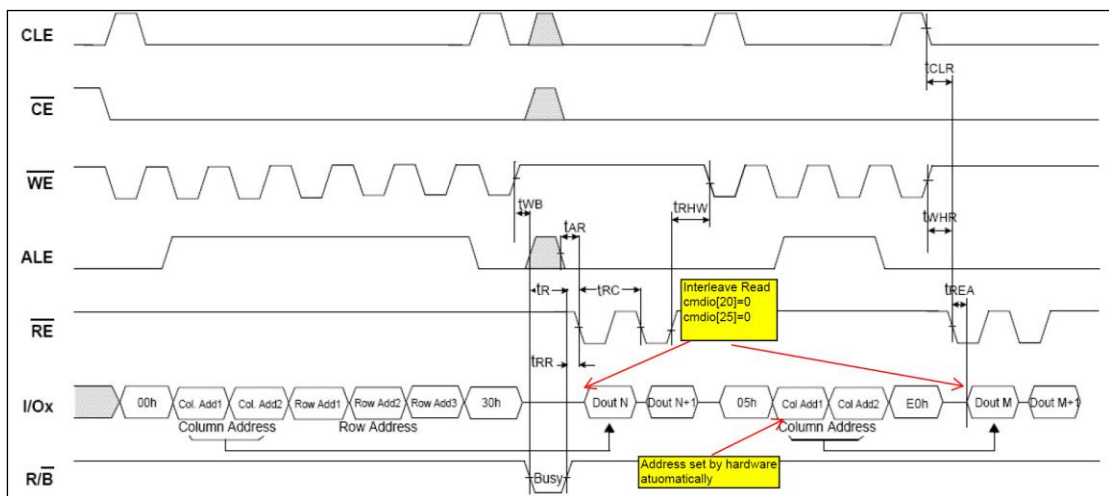 CLE
tCLR
CE
WE
tWB
tAR
tRHW
tWHR
ALE
tR
tRC
Interleave Read
cmdio[20]=0
cmdio[25]=0
tREA
RE
tRR
I/Ox
00h
Col. Add1
Col. Add2
Row Add1
Row Add2
Row Add3
30h
Dout N
Dout N+1
05h
Col Add1
Col Add2
E0h
Dout M
Dout M+1
Column Address
Row Address
Column Address
Address set by hardware
atuomatically
R/B
Busy